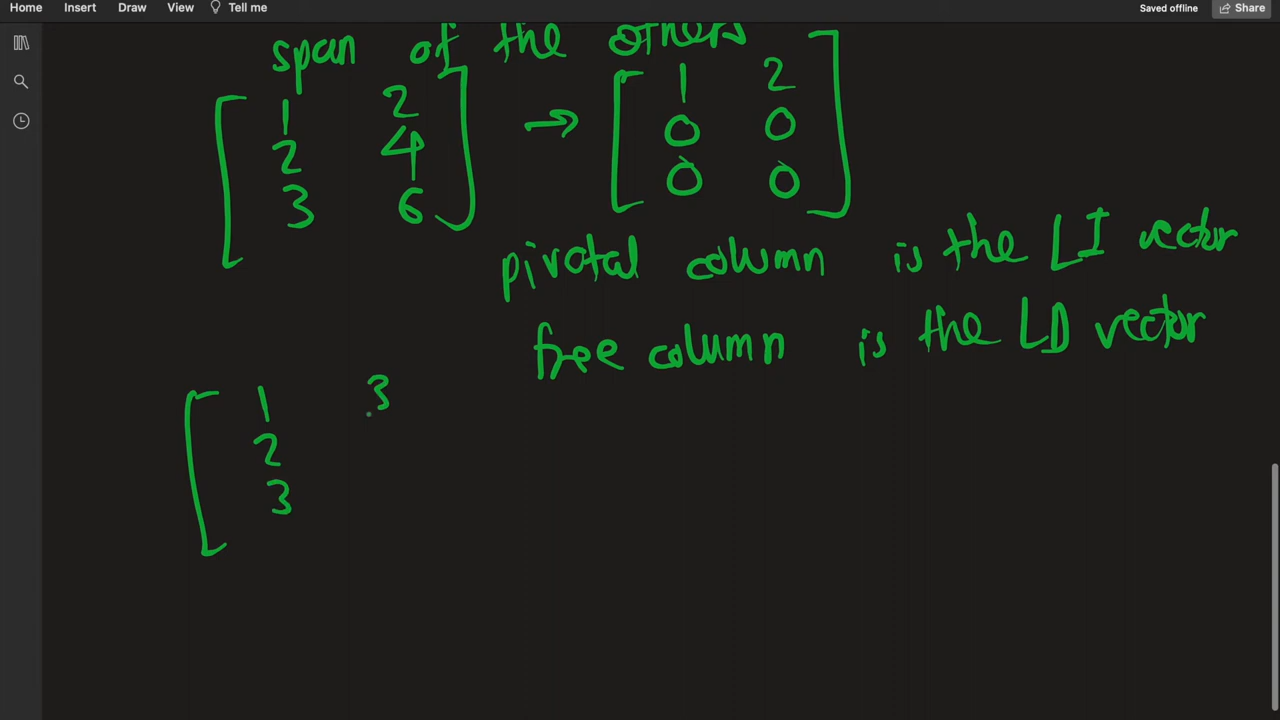 Home Insert Draw View Tell me Saved offline Share
span of the others
1 2 → 1 2
2 4 0 0
3 6 0 0
pivotal column is the LI vector
free column is the LD vector
1 3
2
3